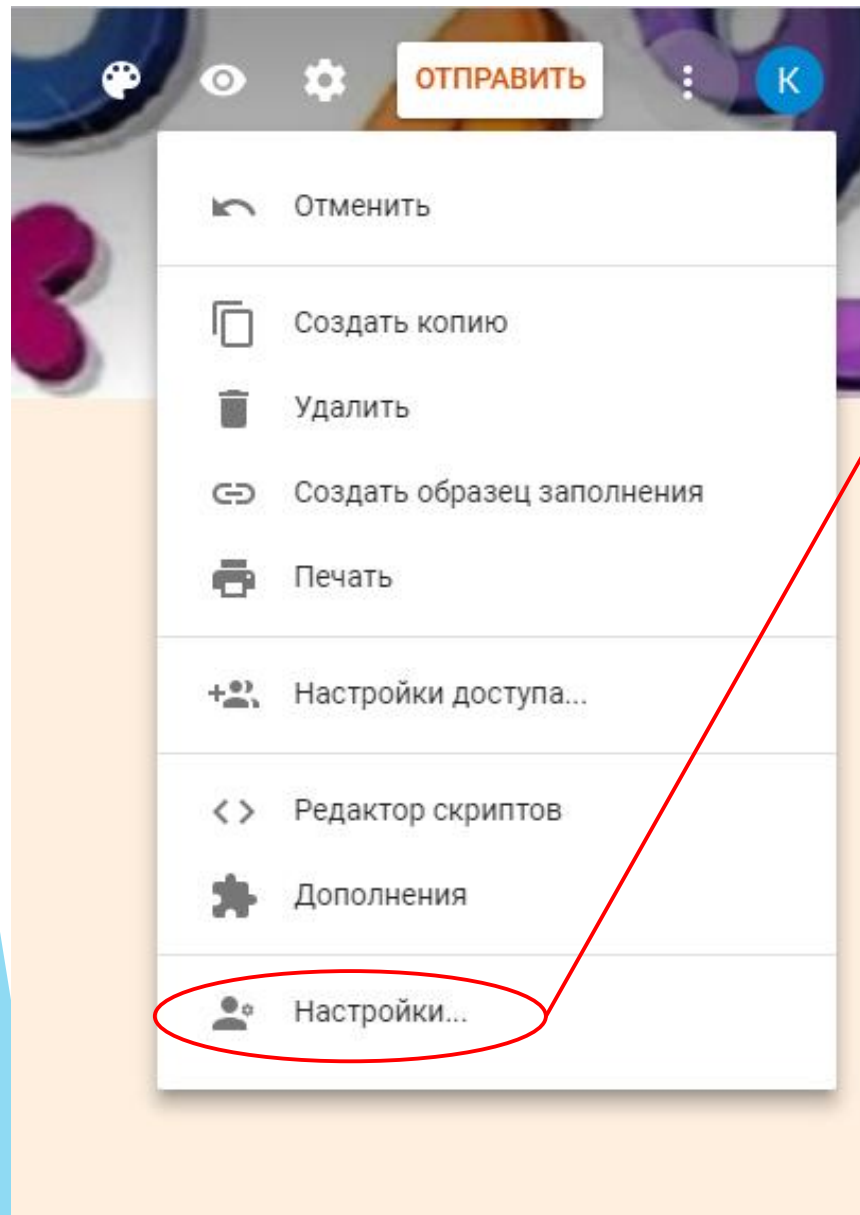 ОТПРАВИТЬ
K
Отменить
Создать копию
Удалить
Создать образец заполнения
Печать
Настройки доступа...
Редактор скриптов
Дополнения
Настройки...